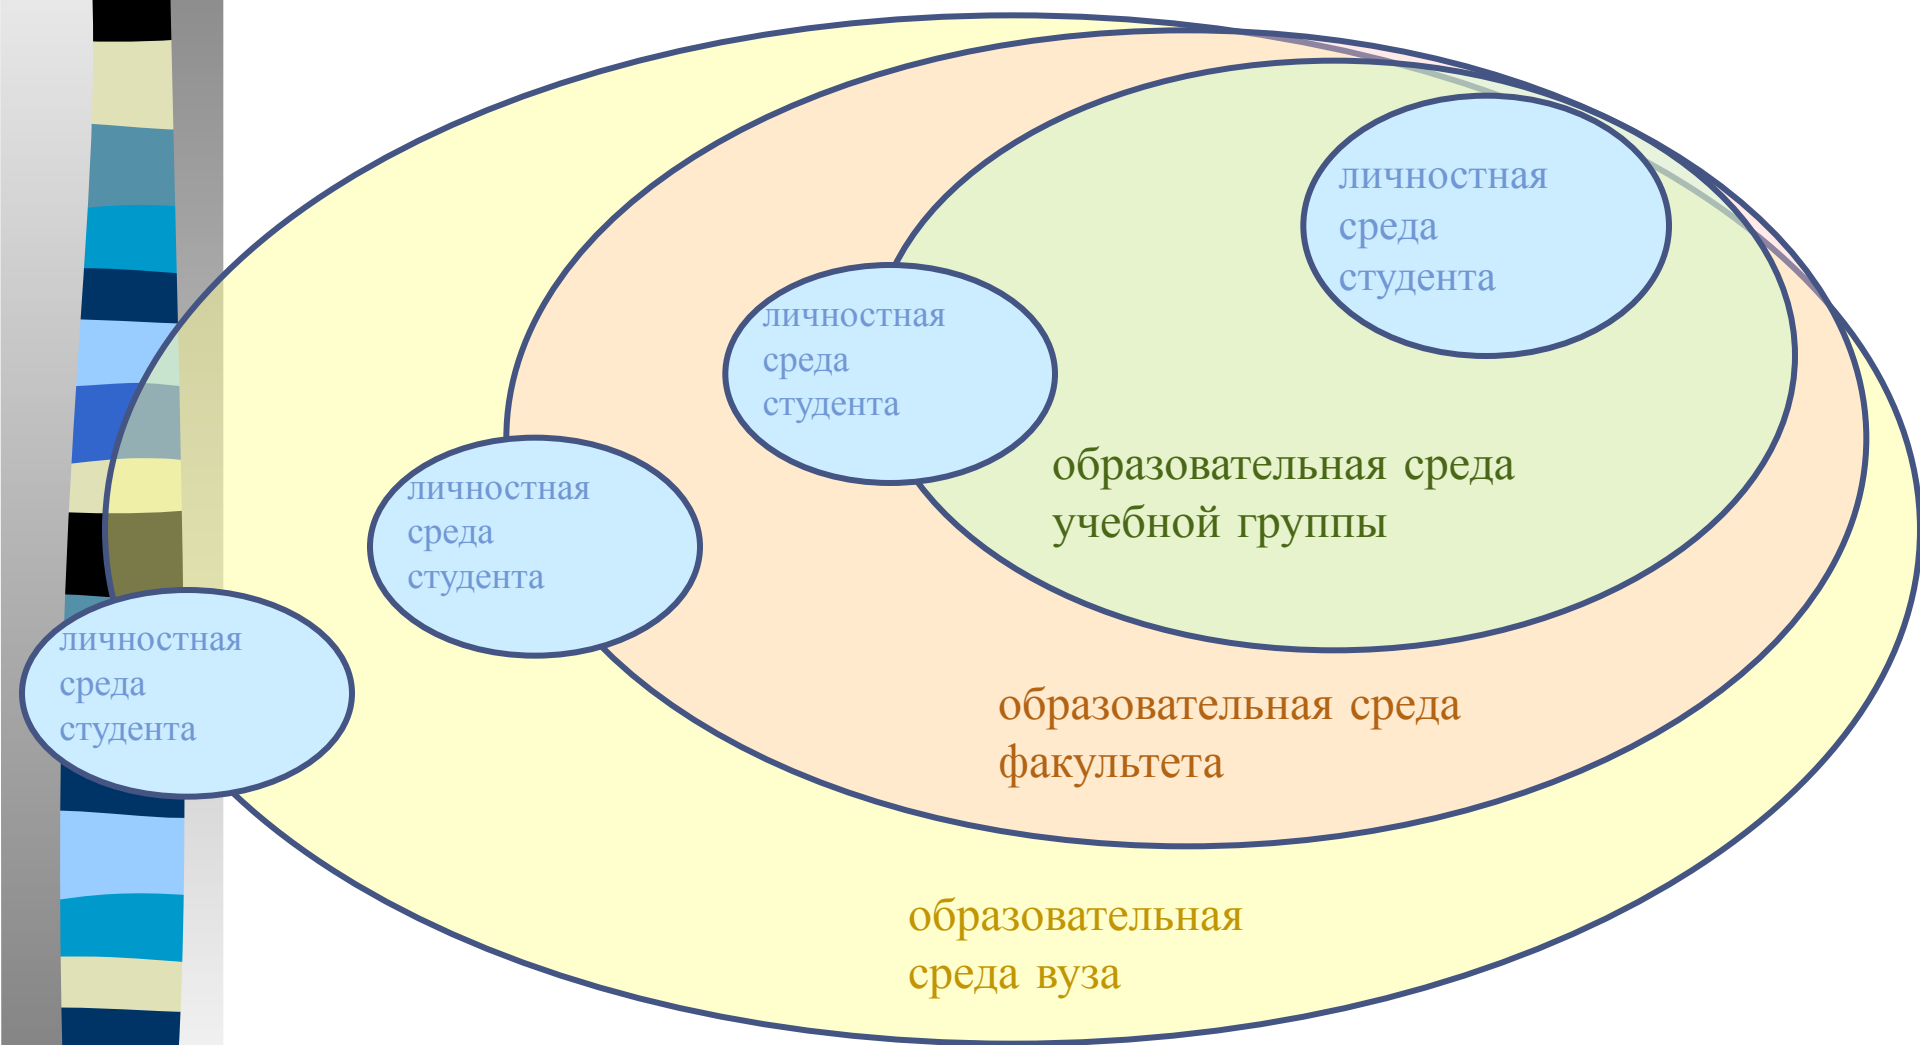 личностная
среда
студента
личностная
среда
студента
образовательная среда
учебной группы
личностная
среда
студента
личностная
среда
студента
образовательная среда
факультета
образовательная
среда вуза